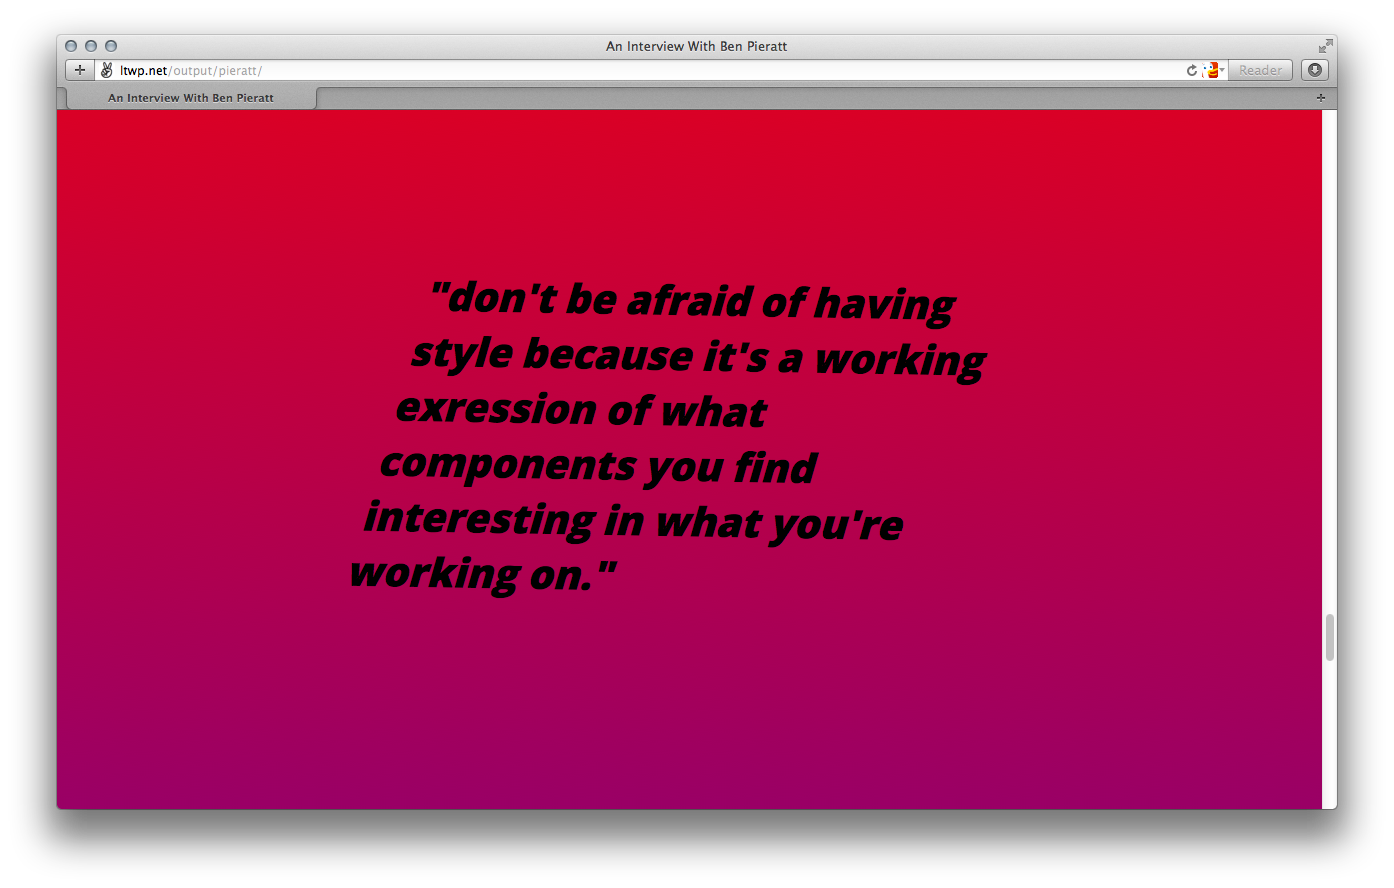 An Interview With Ben Pieratt
ltwp.net/output/pieratt/
Reader
An Interview With Ben Pieratt
"don't be afraid of having
style because it's a working
exression of what
components you find
interesting in what you're
working on."